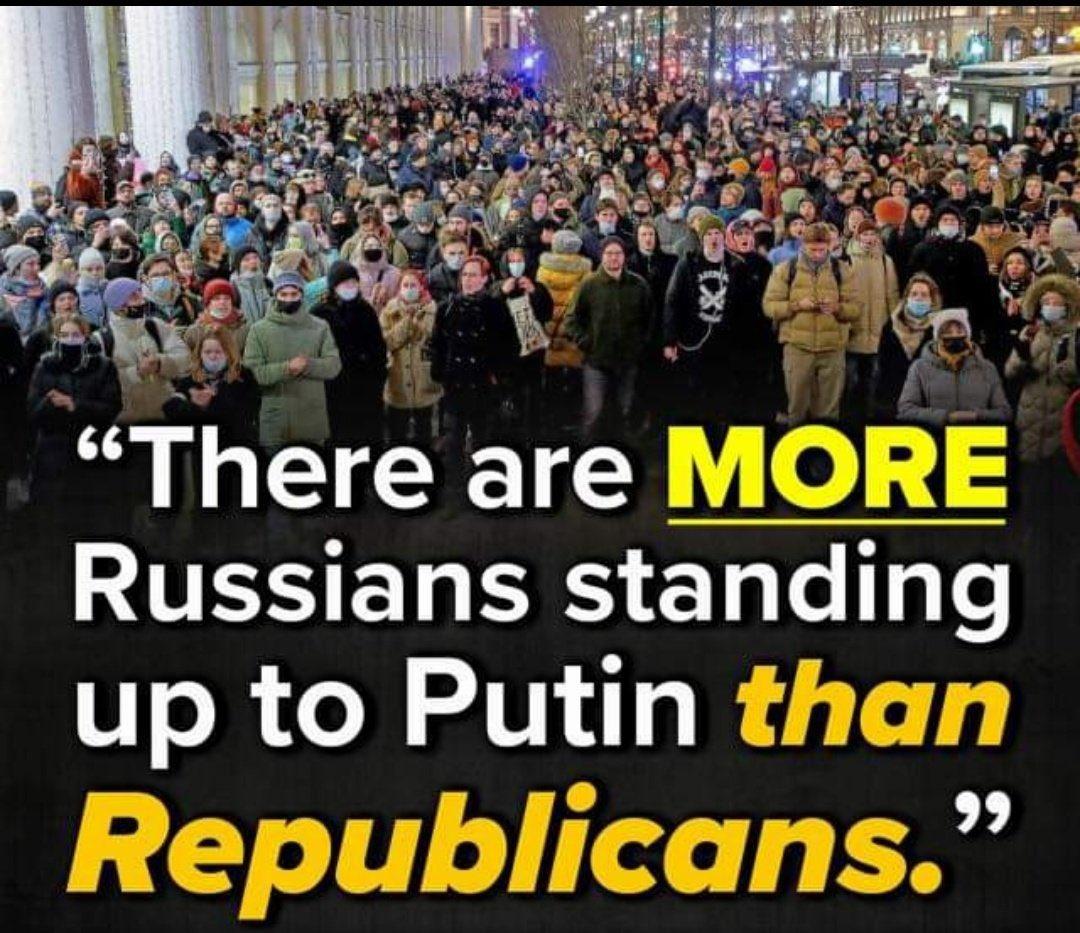 “There are MORE
Russians standing
up to Putin than
Republicans.”